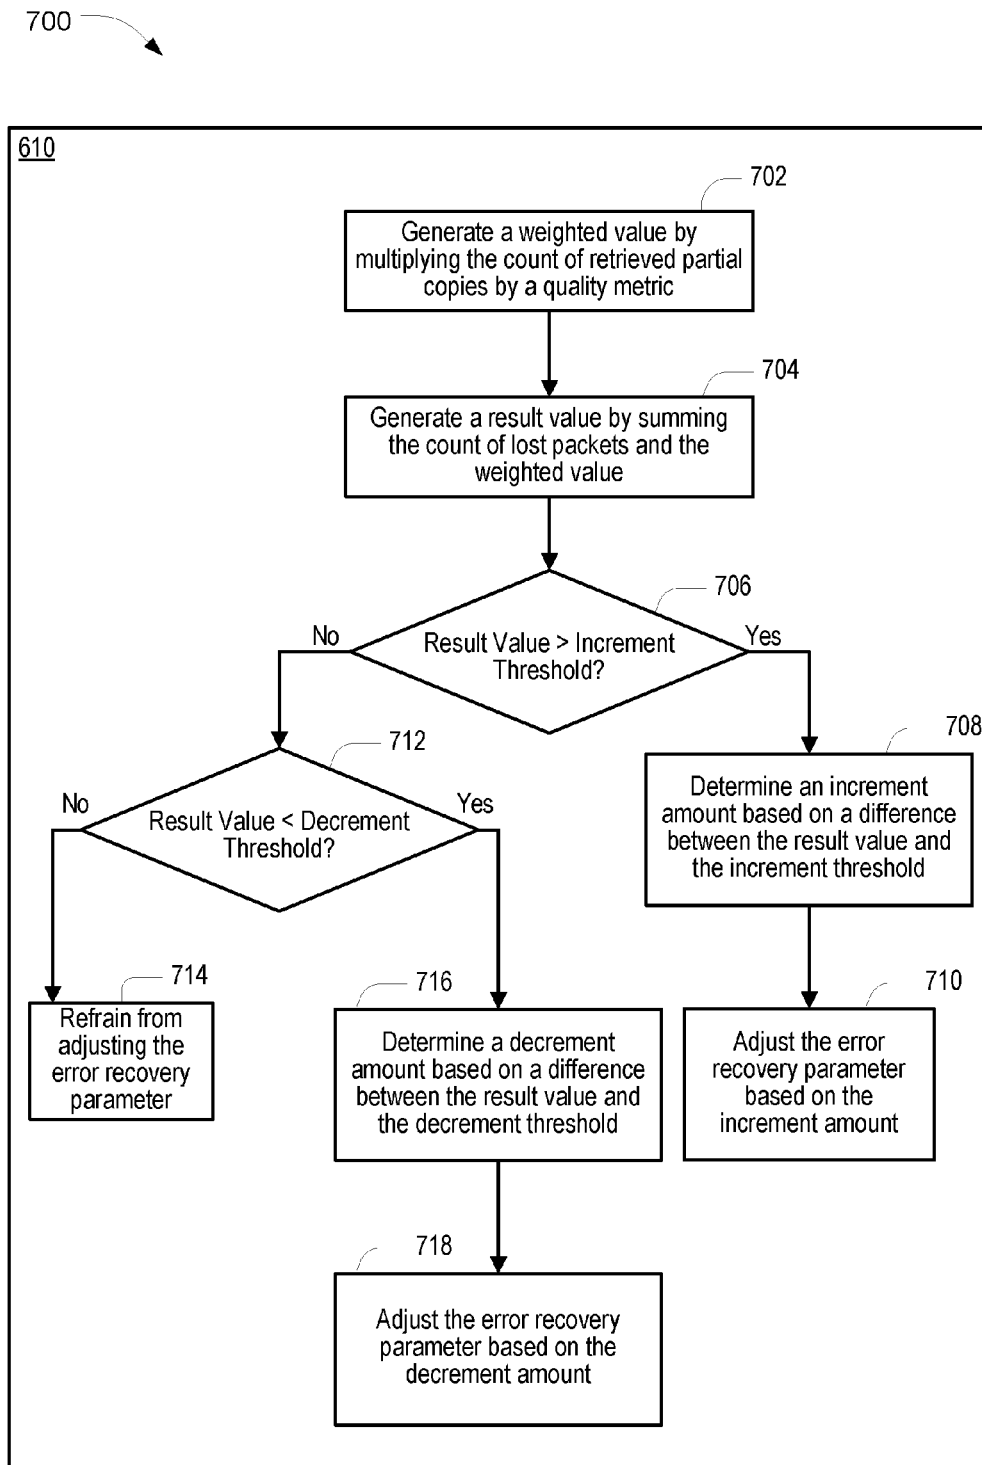 700
610
702
Generate a weighted value by
multiplying the count of retrieved partial
copies by a quality metric
704
Generate a result value by summing
the count of lost packets and the
weighted value
706
No
Result Value > Increment
Threshold?
Yes
712
No
Result Value < Decrement
Threshold?
Yes
708
Determine an increment
amount based on a difference
between the result value and
the increment threshold
714
Refrain from
adjusting the
error recovery
parameter
716
Determine a decrement
amount based on a difference
between the result value and
the decrement threshold
710
Adjust the error
recovery parameter
based on the
increment amount
718
Adjust the error recovery
parameter based on the
decrement amount